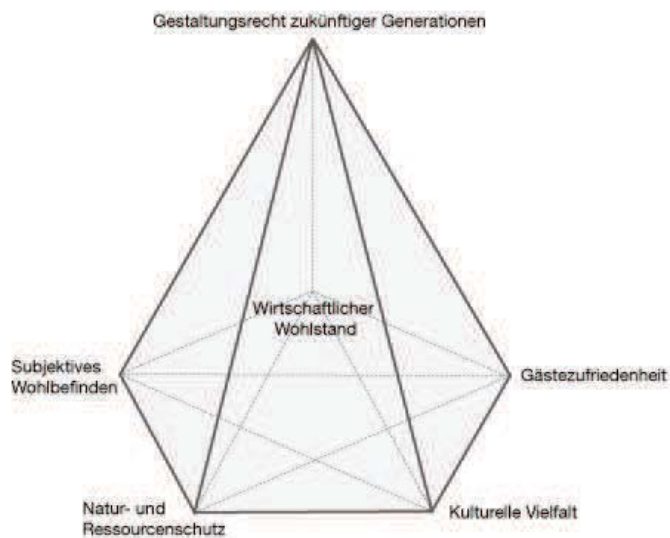 Gestaltungsrecht zukünftiger Generationen
Wirtschaftlicher
Wohlstand
Subjektives
Wohlbefinden
Gästezufriedenheit
Natur- und
Ressourcenschutz
Kulturelle Vielfalt